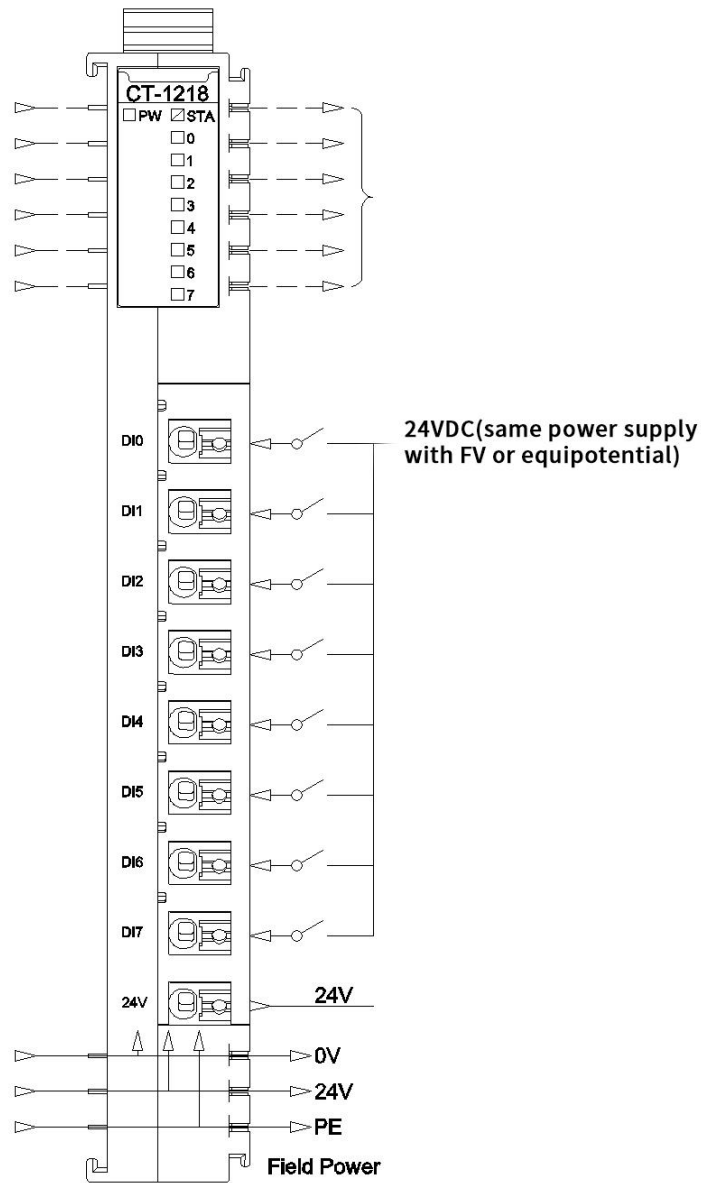 CT-1218
PW STA
0
1
2
3
4
5
6
7
DI0
24VDC(same power supply
with FV or equipotential)
DI1
DI2
DI3
DI4
DI5
DI6
DI7
24V 24V
0V
24V
PE
Field Power